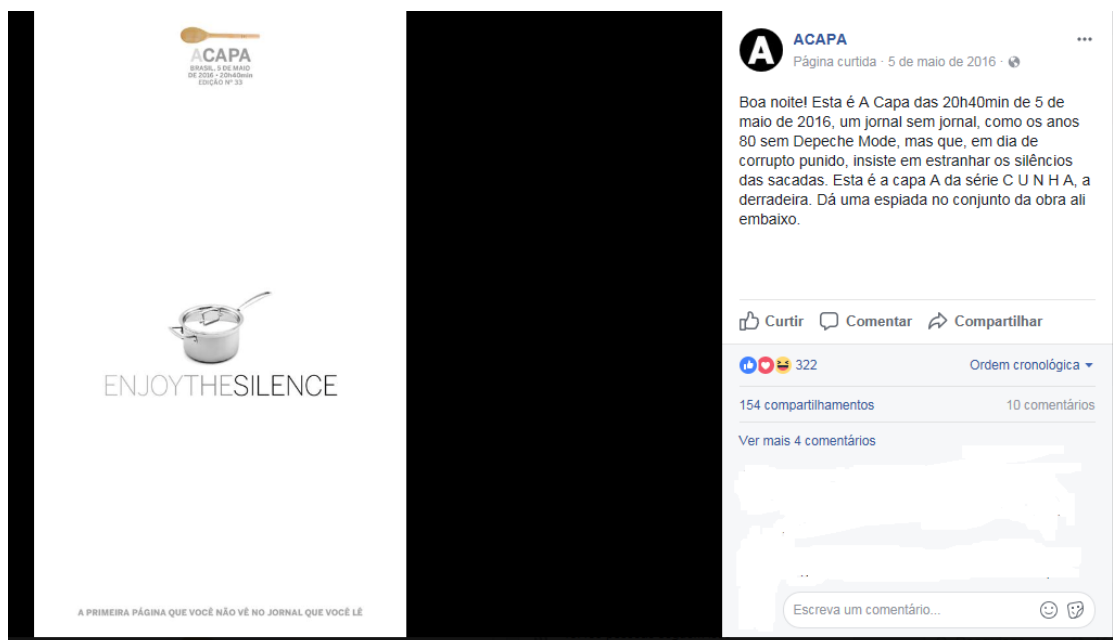 ACAPA
BRASIL, 5 DE MAIO
DE 2016 • 20h40min
EDIÇÃO Nº 33
ENJOYTHESILENCE
A PRIMEIRA PÁGINA QUE VOCÊ NÃO VÊ NO JORNAL QUE VOCÊ LÊ
A
ACAPA
Página curtida · 5 de maio de 2016 ·
Boa noite! Esta é A Capa das 20h40min de 5 de
maio de 2016, um jornal sem jornal, como os anos
80 sem Depeche Mode, mas que, em dia de
corrupto punido, insiste em estranhar os silêncios
das sacadas. Esta é a capa A da série C U N H A, a
derradeira. Dá uma espiada no conjunto da obra ali
embaixo.
Curtir Comentar Compartilhar
322 Ordem cronológica
154 compartilhamentos 10 comentários
Ver mais 4 comentários
Escreva um comentário...